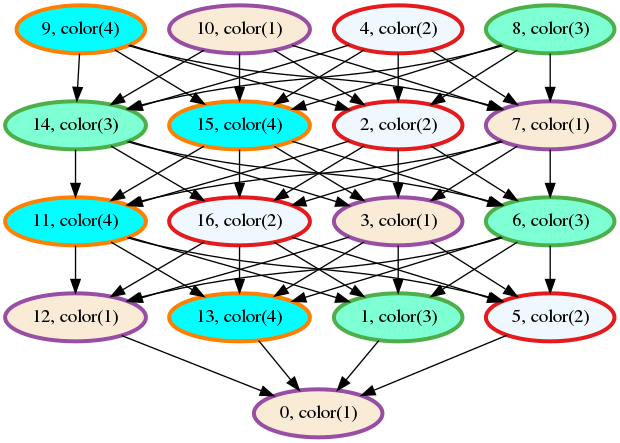 9, color(4)
10, color(1)
4, color(2)
8, color(3)
14, color(3)
15, color(4)
2, color(2)
7, color(1)
11, color(4)
16, color(2)
3, color(1)
6, color(3)
12, color(1)
13, color(4)
1, color(3)
5, color(2)
0, color(1)